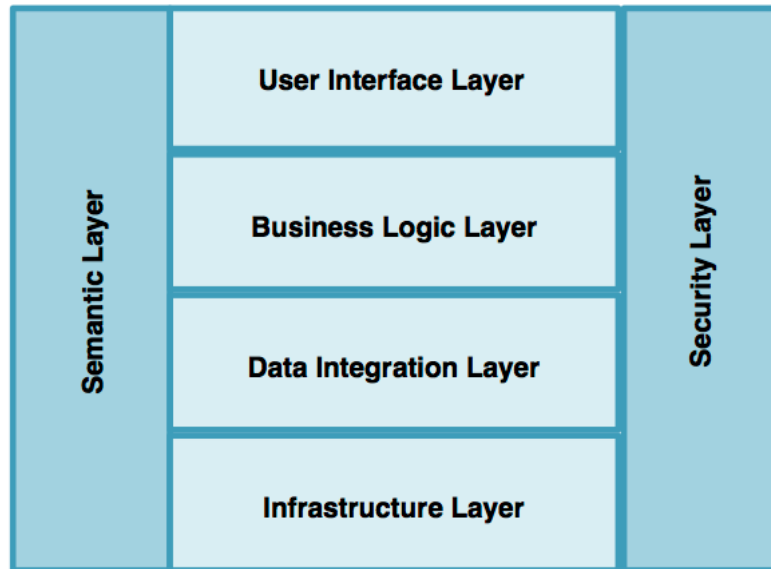 User Interface Layer
Business Logic Layer
Data Integration Layer
Infrastructure Layer
Semantic Layer
Security Layer